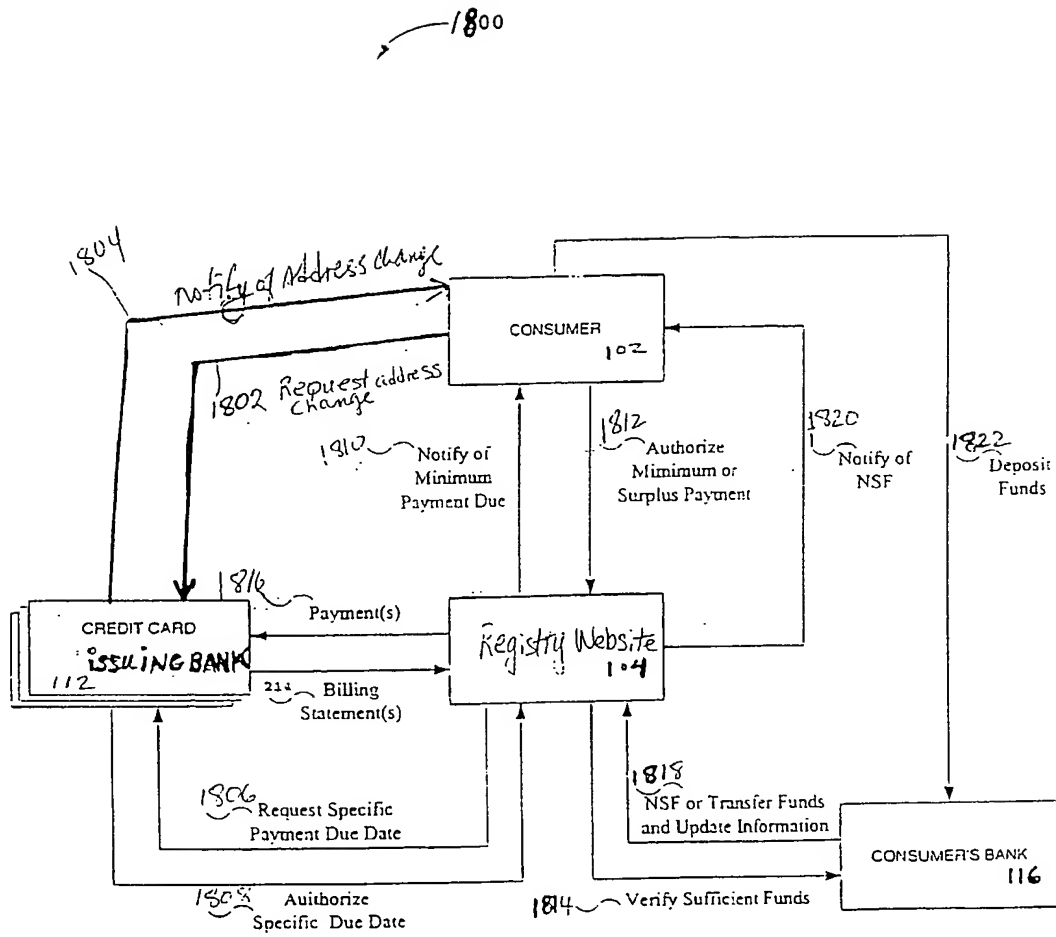 1800
1804
notify of Address change
CONSUMER
102
1802 Request address
change
1810
Notify of
Minimum
Payment Due
1812
Authorize
Mimimum or
Surplus Payment
1820
Notify of
NSF
1822
Deposit
Funds
1816
Payment(s)
CREDIT CARD
ISSUING BANK
112
Registry Website
104
Billing
Statement(s)
1806
Request Specific
Payment Due Date
1818
NSF or Transfer Funds
and Update Information
CONSUMER'S BANK
116
1808
Auithorize
Specific Due Date
1814
Verify Sufficient Funds